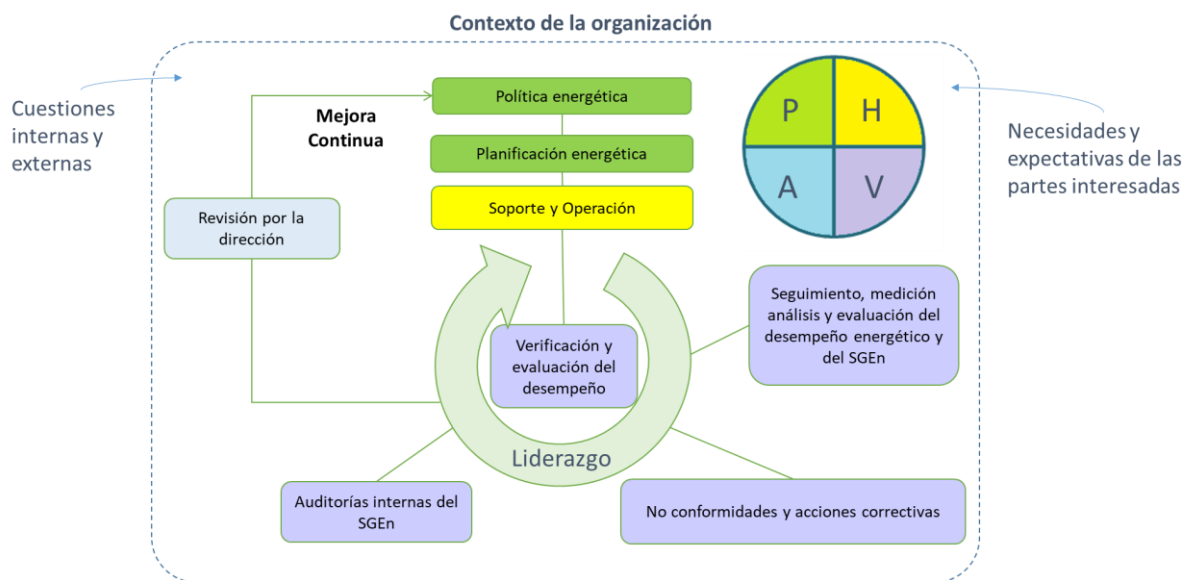 Contexto de la organización
Cuestiones
internas y
externas
Mejora
Continua
Política energética
Planificación energética
Soporte y Operación
P
H
A
V
Necesidades y
expectativas de las
partes interesadas
Revisión por la
dirección
Verificación y
evaluación del
desempeño
Seguimiento, medición
análisis y evaluación del
desempeño energético y
del SGEn
Liderazgo
Auditorías internas del
SGEn
No conformidades y acciones correctivas